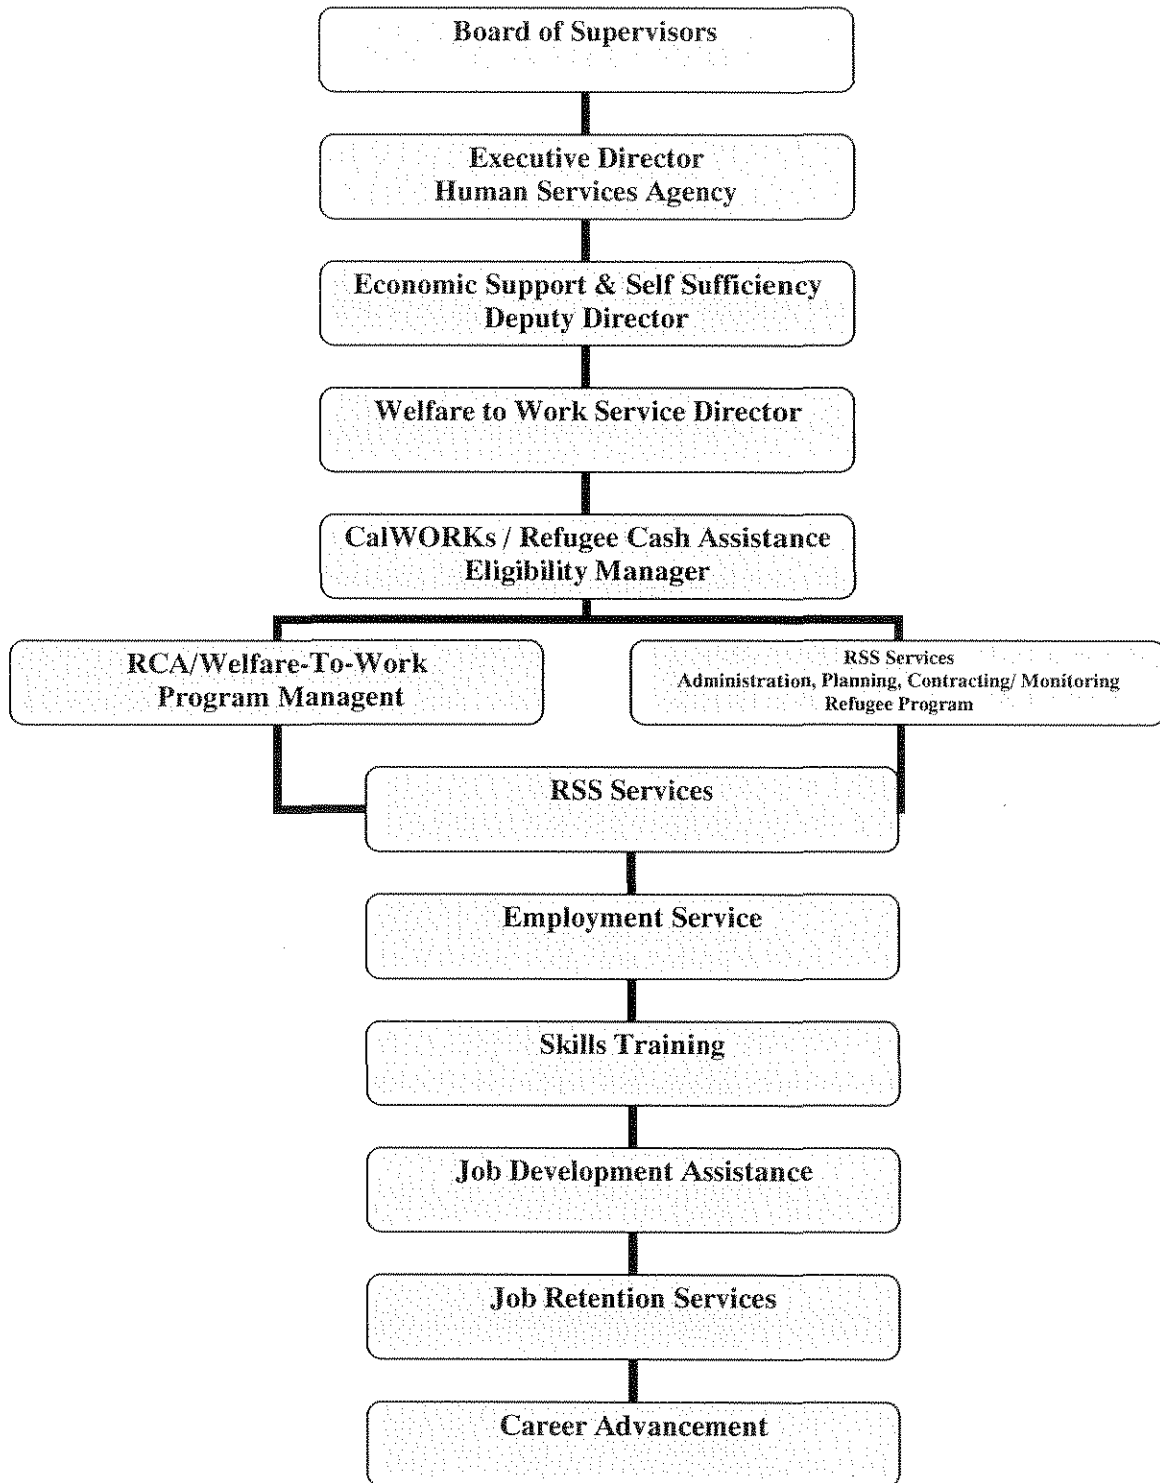 Board of Supervisors
Executive Director
Human Services Agency
Economic Support & Self Sufficiency
Deputy Director
Welfare to Work Service Director
CalWORKs / Refugee Cash Assistance
Eligibility Manager
RCA/Welfare-To-Work
Program Managent
RSS Services
Administration, Planning, Contracting/ Monitoring
Refugee Program
RSS Services
Employment Service
Skills Training
Job Development Assistance
Job Retention Services
Career Advancement